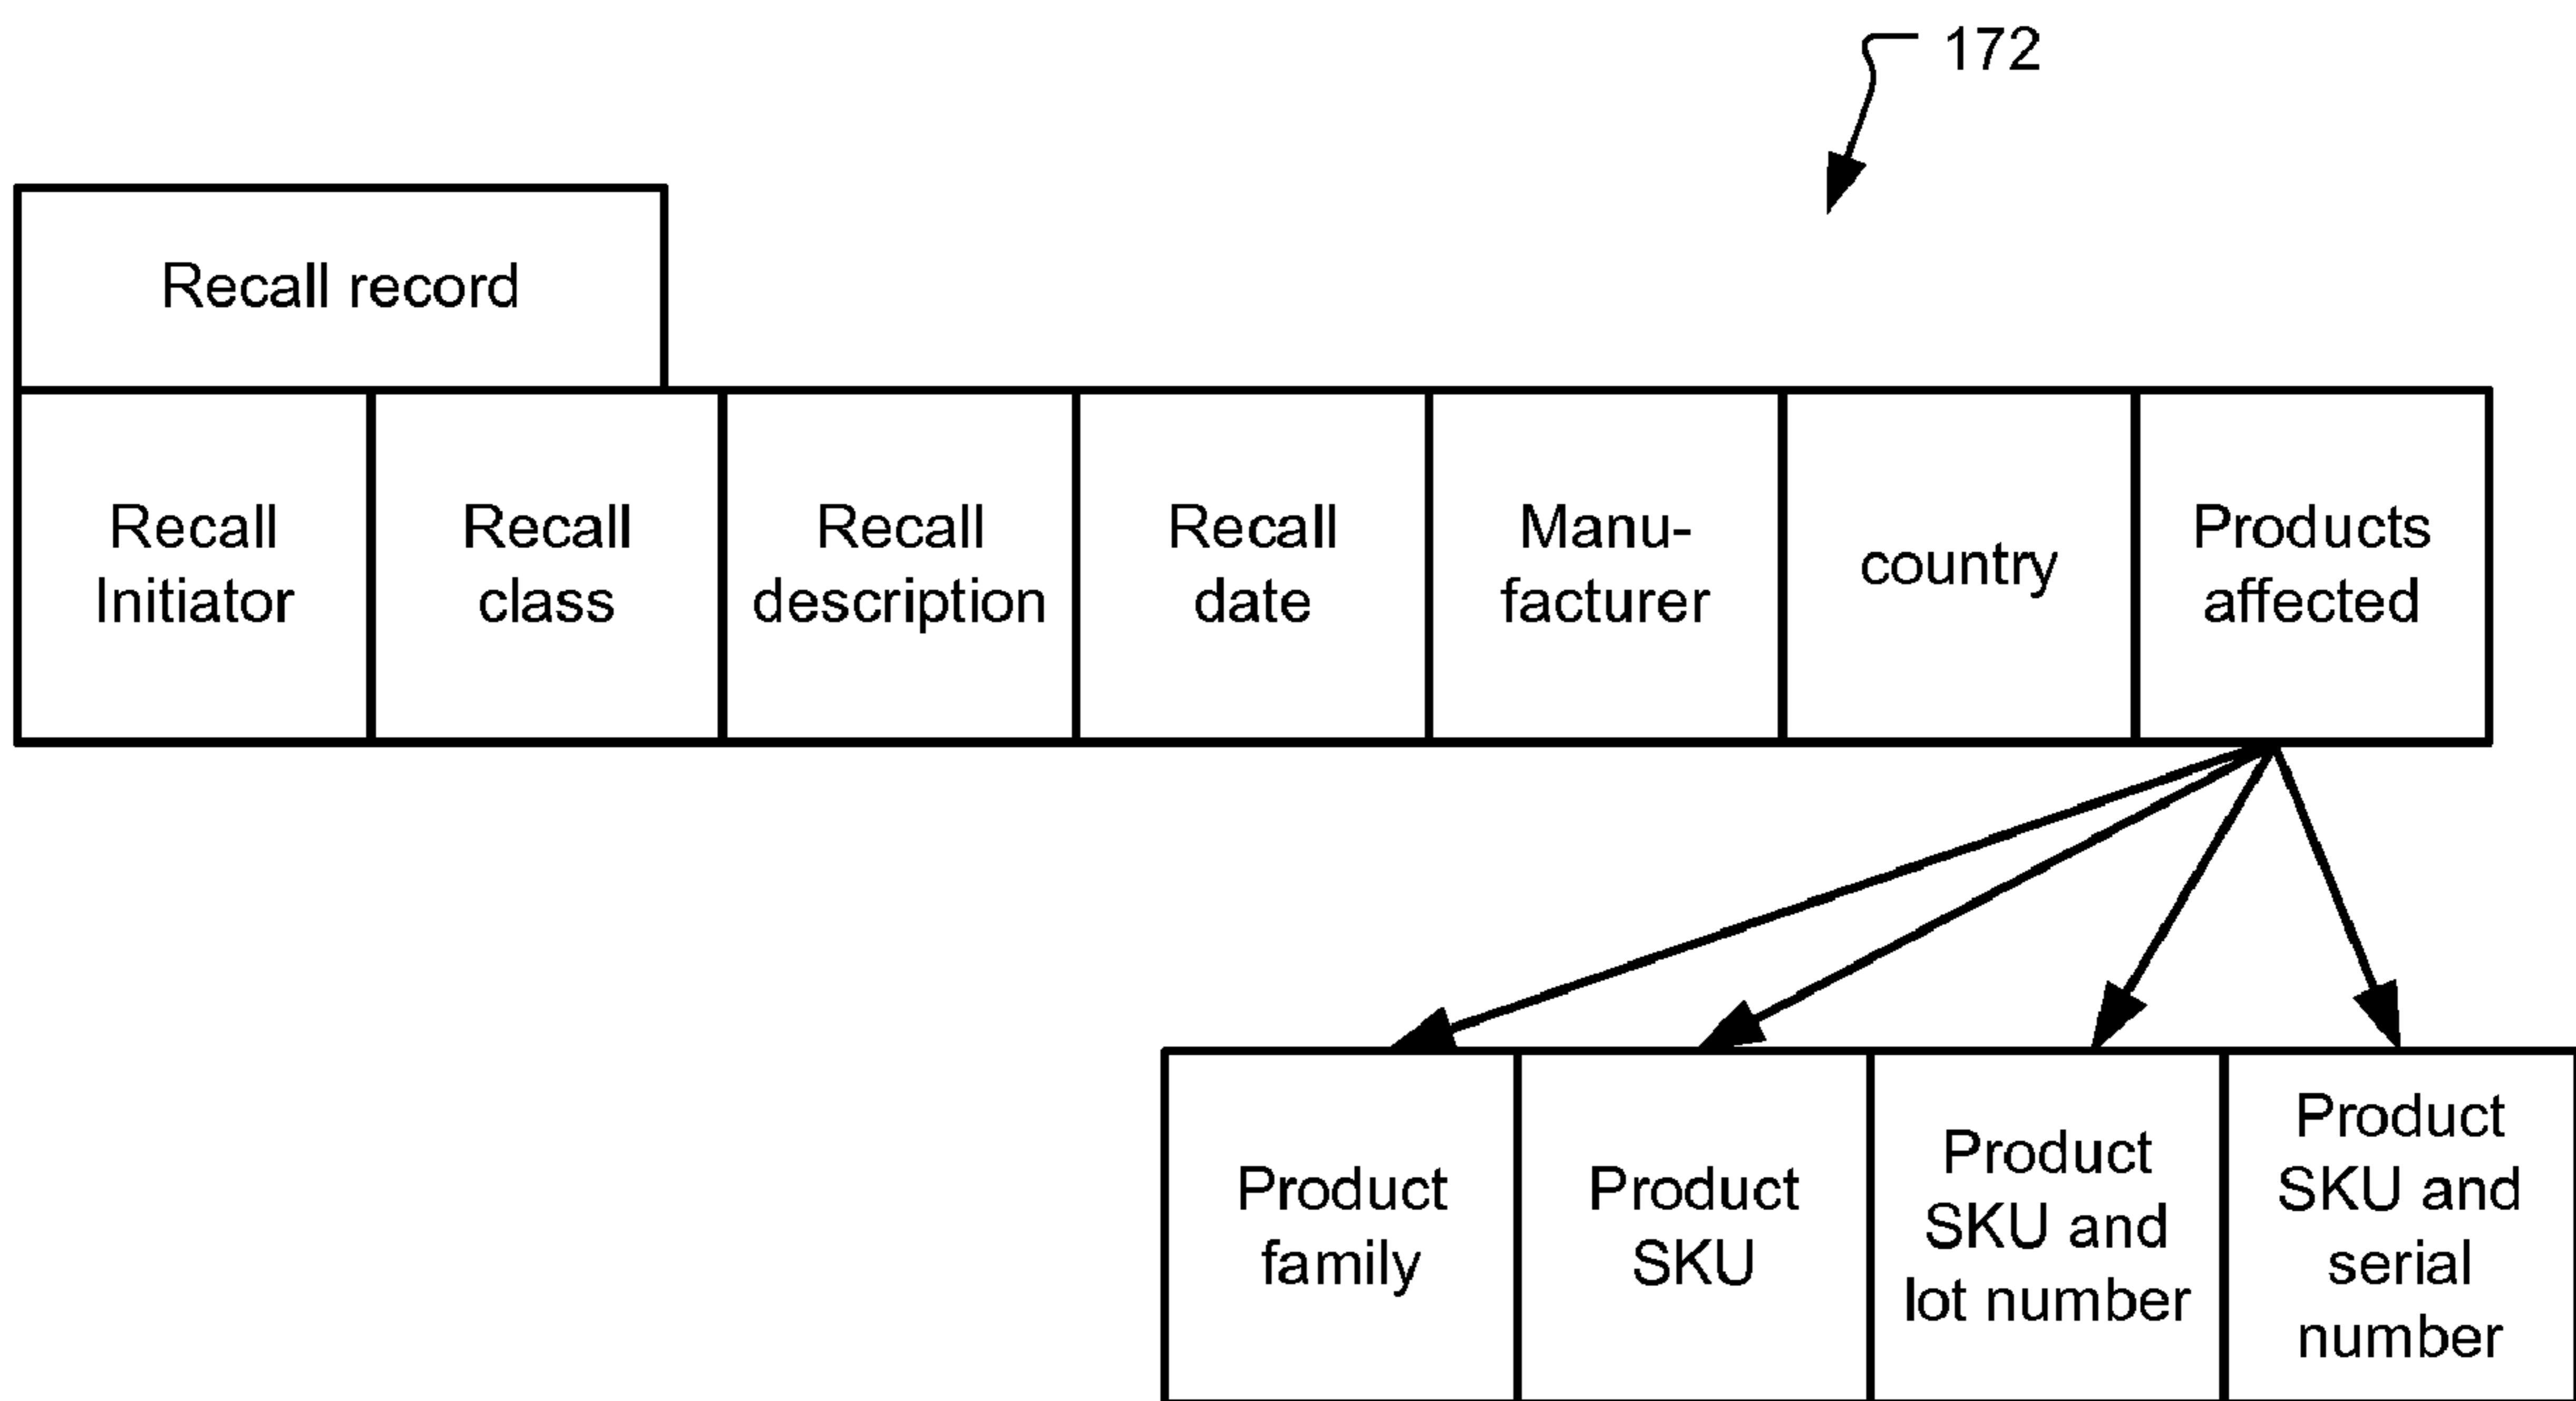 172
Recall record
Recall
Initiator
Recall
class
Recall
description
Recall
date
Manu-
facturer
country
Products
affected
Product
family
Product
SKU
Product
SKU and
lot number
Product
SKU and
serial
number